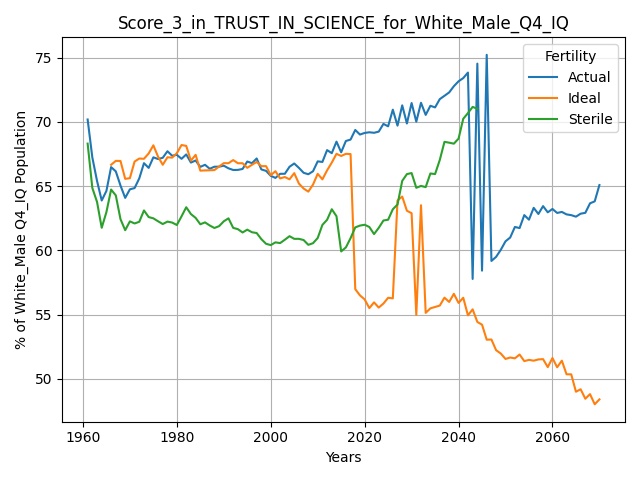 Score_3_in_TRUST_IN_SCIENCE_for_White_Male_Q4_IQ
% of White_Male Q4_IQ Population
75
70
65
60
55
50
Fertility
Actual
Ideal
Sterile
1960 1980 2000 2020 2040 2060
Years